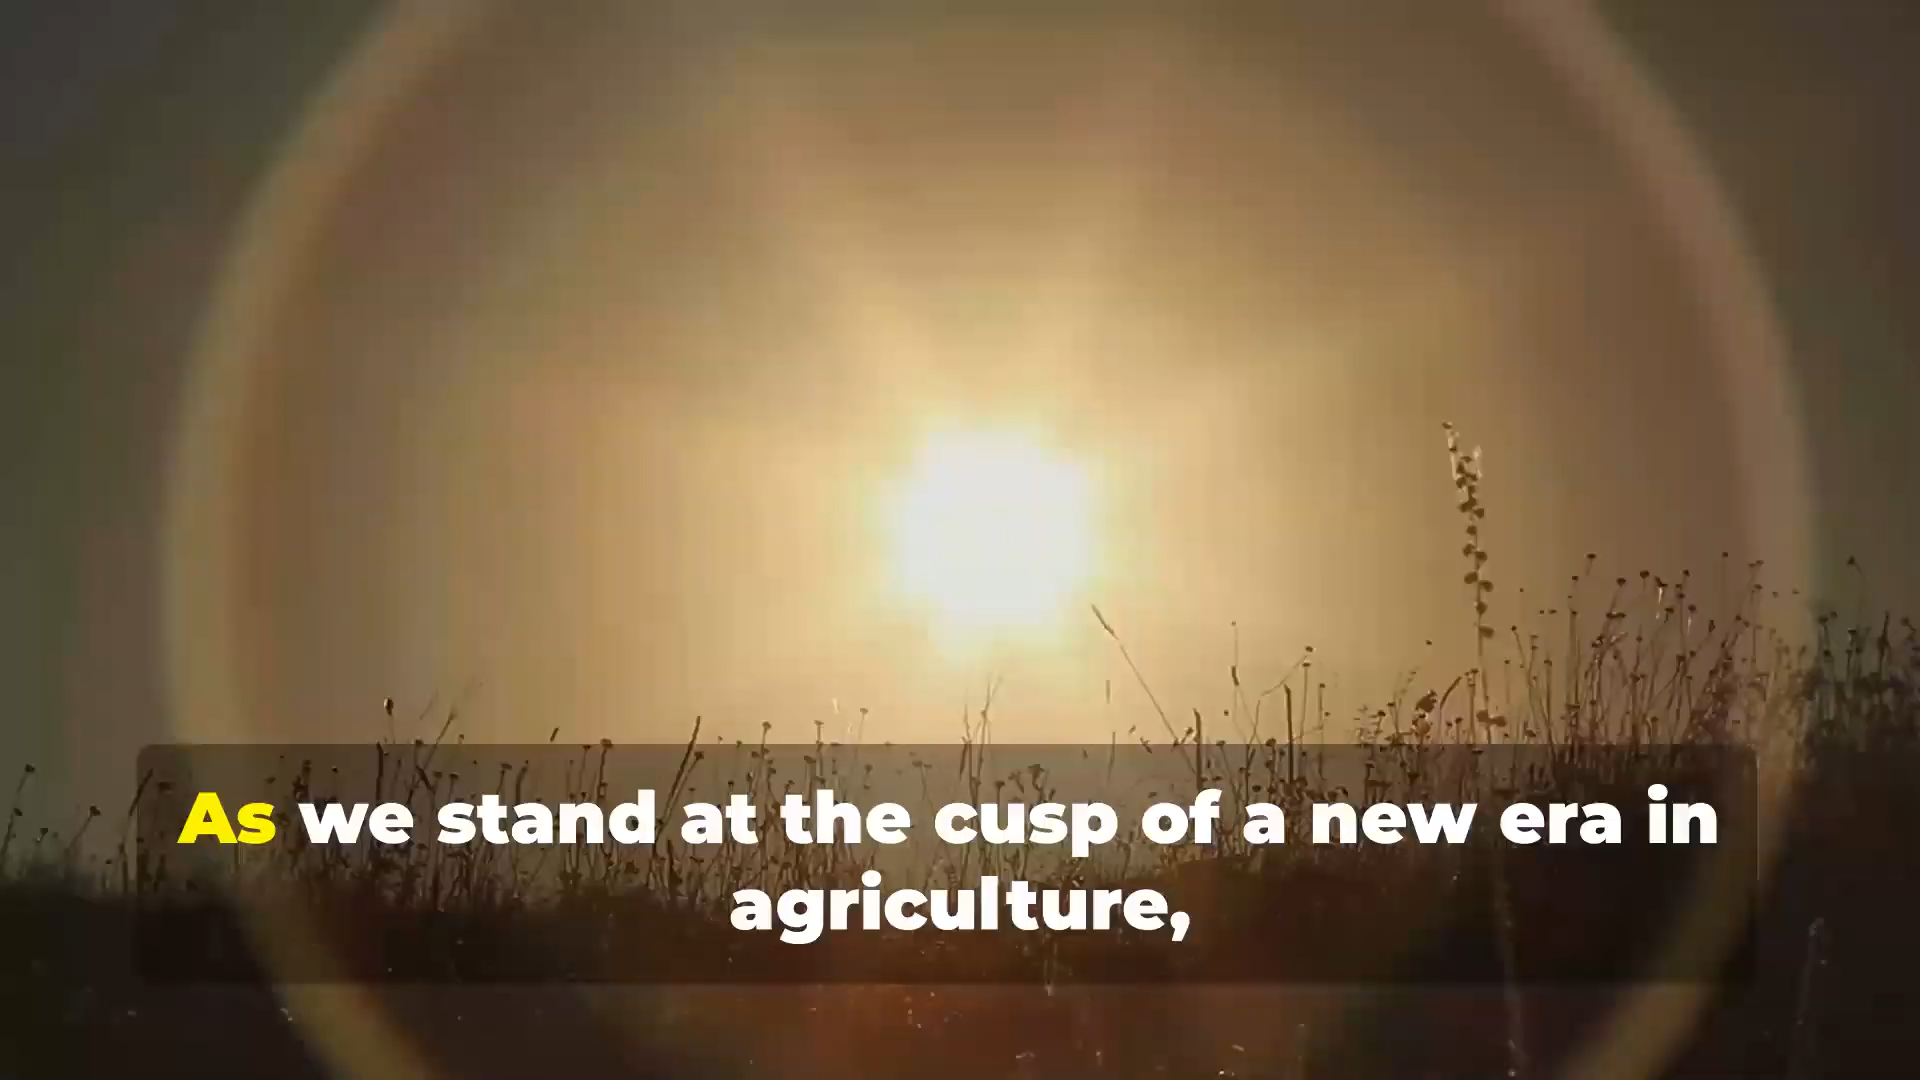 As we stand at the cusp of a new era in
agriculture,